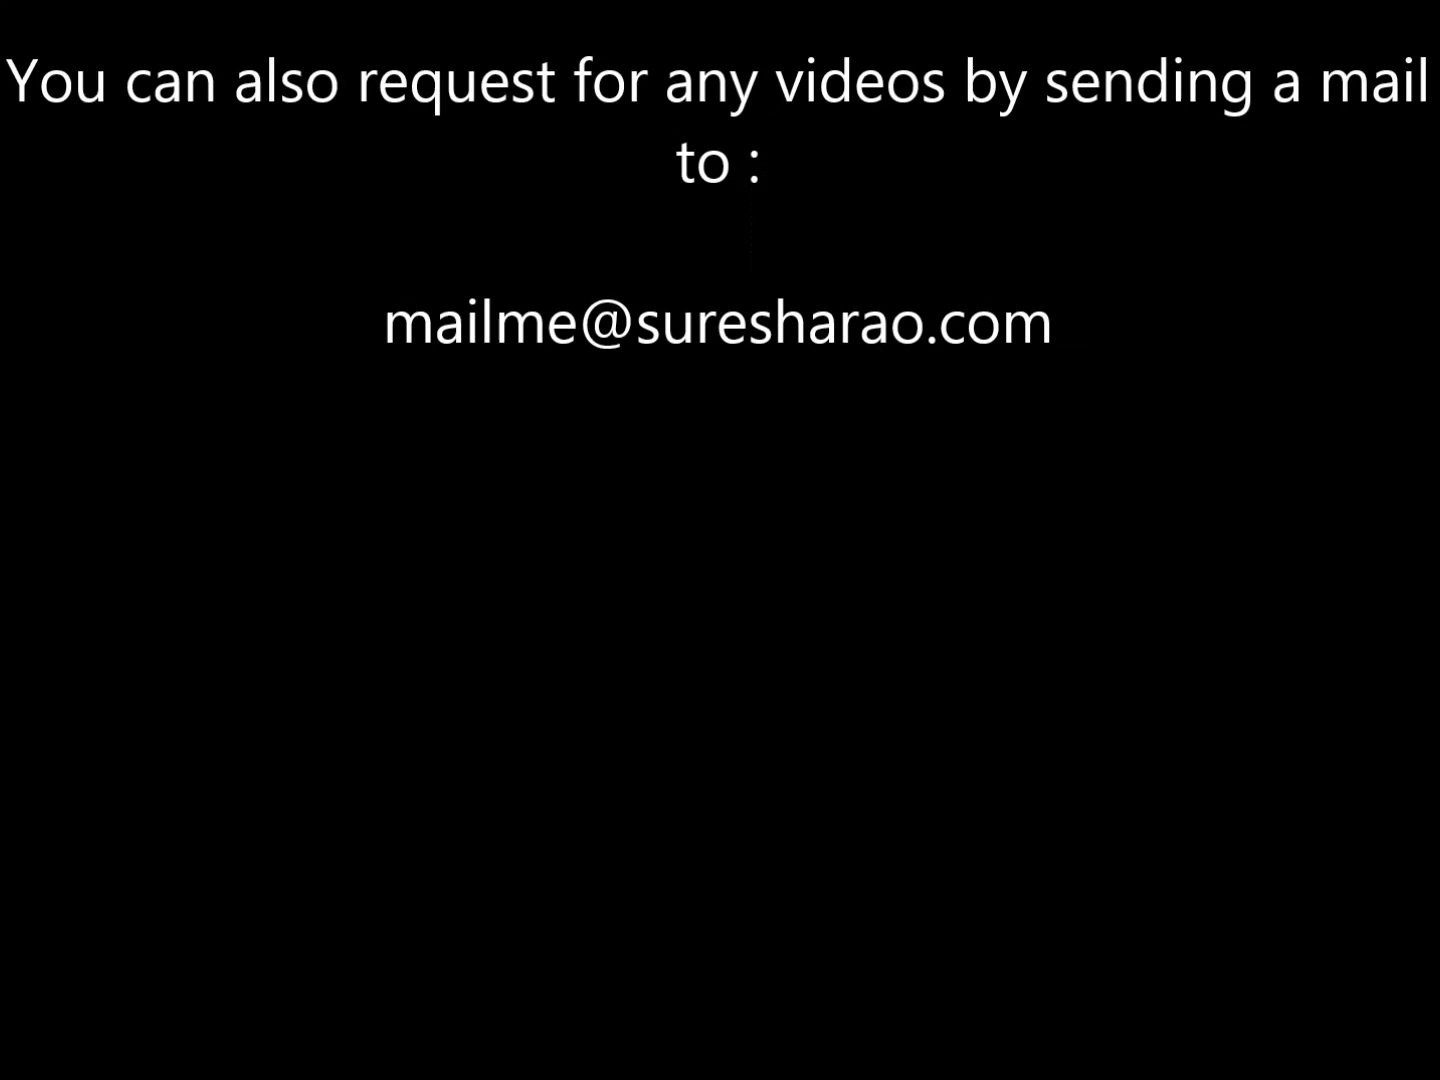 You can also request for any videos by sending a mail
to :
mailme@suresharao.com